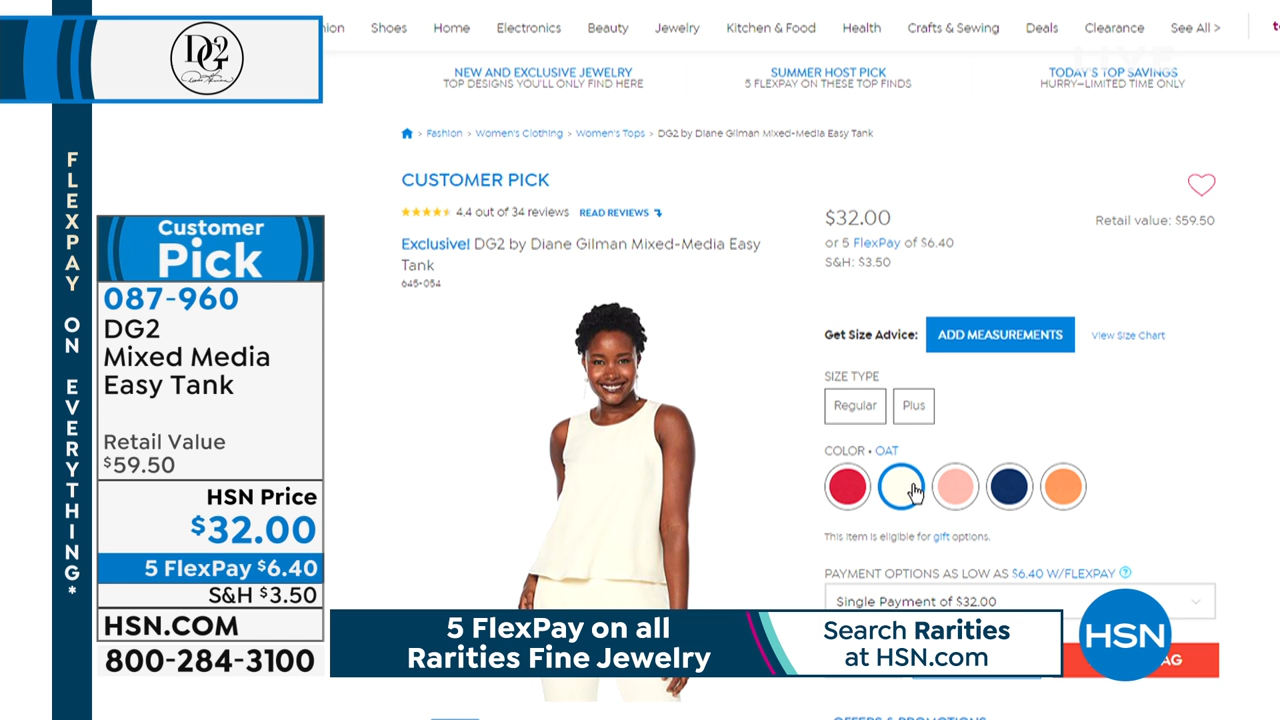 DG2
FLEXPAY ON EVERYTHING*
Customer
Pick
087-960
DG2
Mixed Media
Easy Tank
Retail Value
$59.50
HSN Price
$32.00
5 FlexPay $6.40
S&H $3.50
HSN.COM
800-284-3100
Shoes Home Electronics Beauty Jewelry Kitchen & Food Health Crafts & Sewing Deals Clearance See All >
LIVE
NEW AND EXCLUSIVE JEWELRY
TOP DESIGNS YOU'LL ONLY FIND HERE
SUMMER HOST PICK
5 FLEXPAY ON THESE TOP FINDS
TODAY'S TOP SAVINGS
HURRY—LIMITED TIME ONLY
> Fashion > Women's Clothing > Women's Tops > DG2 by Diane Gilman Mixed-Media Easy Tank
CUSTOMER PICK
4.4 out of 34 reviews READ REVIEWS
Exclusive! DG2 by Diane Gilman Mixed-Media Easy
Tank
645-054
$32.00
Retail value: $59.50
or 5 FlexPay of $6.40
S&H: $3.50
Get Size Advice: ADD MEASUREMENTS View Size Chart
SIZE TYPE
Regular Plus
COLOR • OAT
This item is eligible for gift options.
PAYMENT OPTIONS AS LOW AS $6.40 W/FLEXPAY ?
Single Payment of $32.00
5 FlexPay on all
Rarities Fine Jewelry
Search Rarities
at HSN.com
HSN